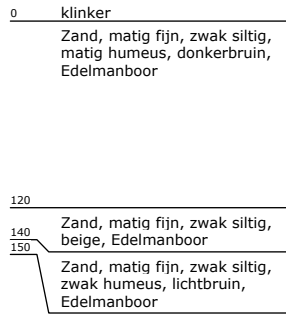 0 klinker
Zand, matig fijn, zwak siltig,
matig humeus, donkerbruin,
Edelmanboor
120
Zand, matig fijn, zwak siltig,
140 beige, Edelmanboor
150
Zand, matig fijn, zwak siltig,
zwak humeus, lichtbruin,
Edelmanboor